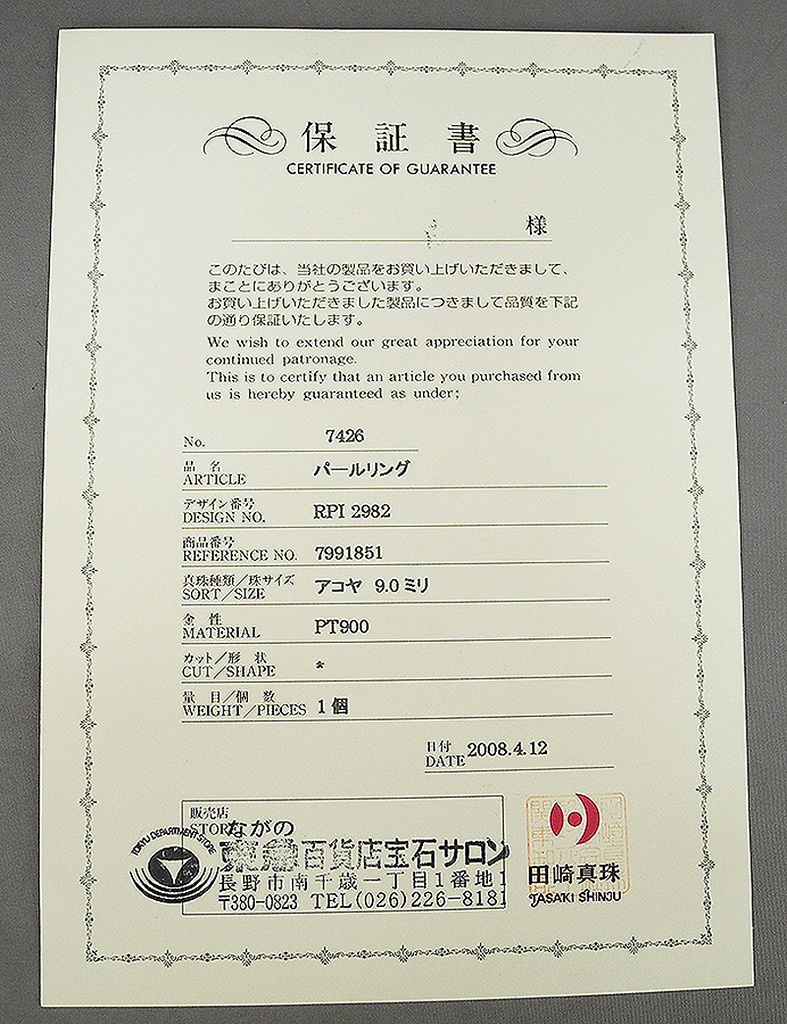 保証書
CERTIFICATE OF GUARANTEE
様
このたびは、当社の製品をお買い上げいただきまして、
まことにありがとうございます。
お買い上げいただきました製品につきまして品質を下記
の通り保証いたします。
We wish to extend our great appreciation for your
continued patronage.
This is to certify that an article you purchased from
us is hereby guaranteed as under;
No. 7426
品名
ARTICLE パールリング
デザイン番号
DESIGN NO. RPI 2982
商品番号
REFERENCE NO. 7991851
真珠種類／珠サイズ
SORT／SIZE アコヤ 9.0ミリ
金性
MATERIAL PT900
カット／形状
CUT／SHAPE *
量目／個数
WEIGHT／PIECES 1個
日付
DATE 2008.4.12
販売店
STORE
ながの
東急百貨店宝石サロン
長野市南千歳一丁目1番地1
〒380-0823 TEL(026)226-8181
TOKYU DEPARTMENT STORE
田崎真珠
TASAKI SHINJU